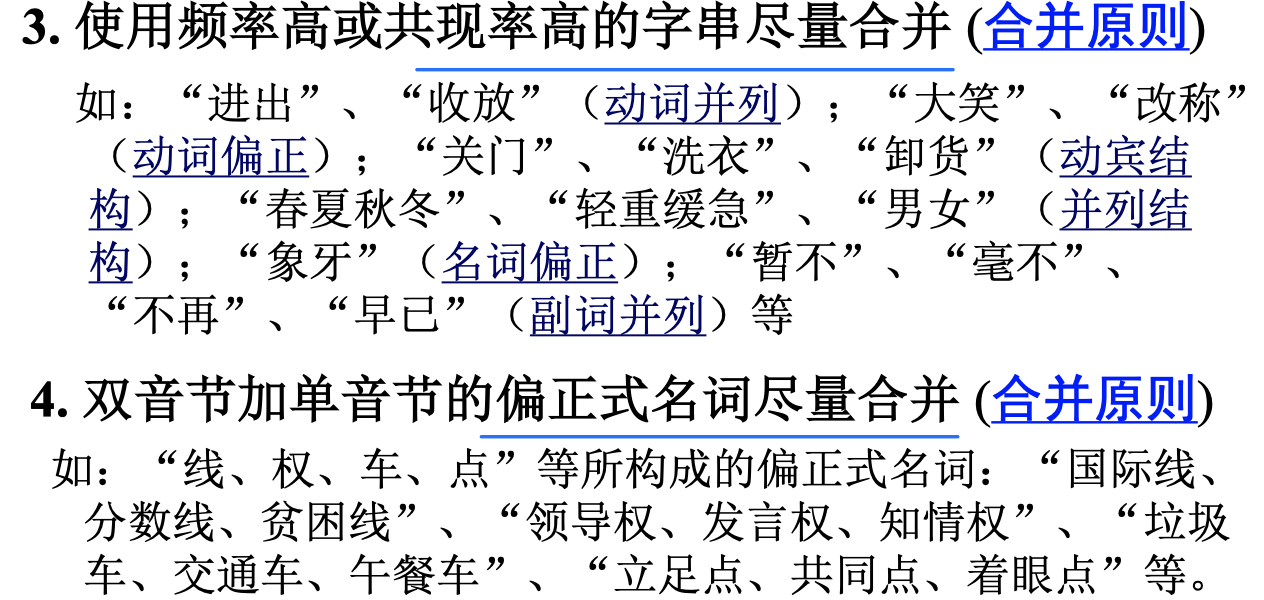 3. 使用频率高或共现率高的字串尽量合并 (合并原则)
如：“进出”、“收放”（动词并列）；“大笑”、“改称”
（动词偏正）；“关门”、“洗衣”、“卸货”（动宾结
构）；“春夏秋冬”、“轻重缓急”、“男女”（并列结
构）；“象牙”（名词偏正）；“暂不”、“毫不”、
“不再”、“早已”（副词并列）等
4. 双音节加单音节的偏正式名词尽量合并 (合并原则)
如：“线、权、车、点”等所构成的偏正式名词：“国际线、
分数线、贫困线”、“领导权、发言权、知情权”、“垃圾
车、交通车、午餐车”、“立足点、共同点、着眼点”等。